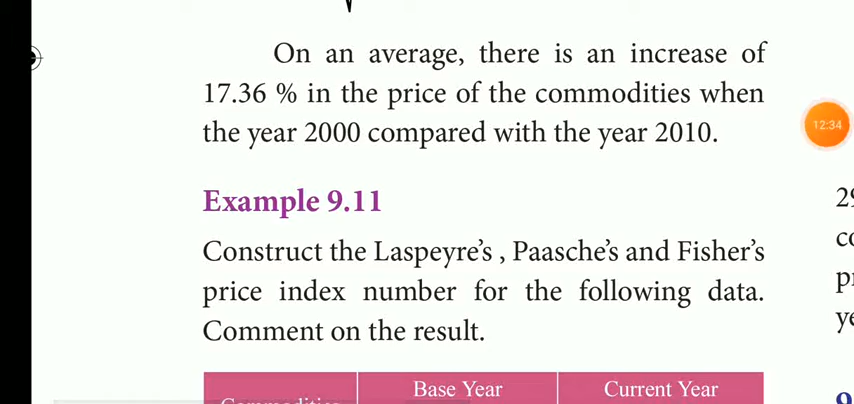 On an average, there is an increase of
17.36 % in the price of the commodities when
the year 2000 compared with the year 2010.
12:34
Example 9.11
Construct the Laspeyre’s , Paasche’s and Fisher’s
price index number for the following data.
Comment on the result.
Base Year
Current Year